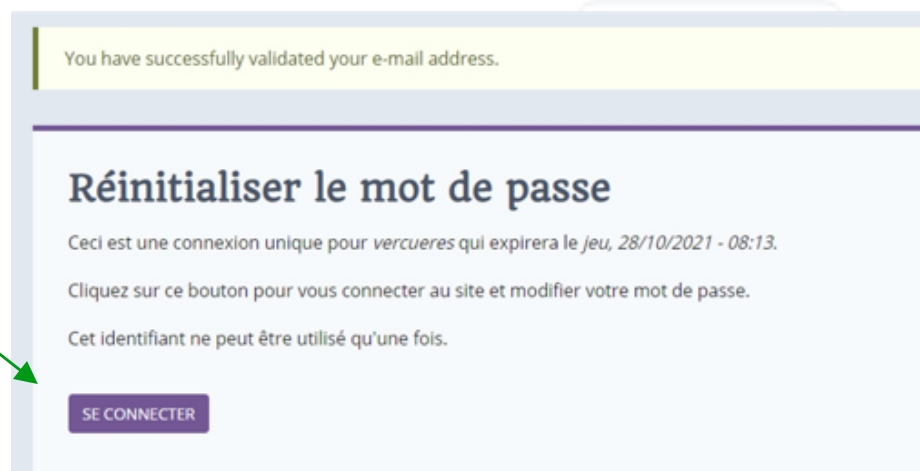 You have successfully validated your e-mail address.
Réinitialiser le mot de passe
Ceci est une connexion unique pour vercueres qui expirera le jeu, 28/10/2021 - 08:13.
Cliquez sur ce bouton pour vous connecter au site et modifier votre mot de passe.
Cet identifiant ne peut être utilisé qu'une fois.
SE CONNECTER